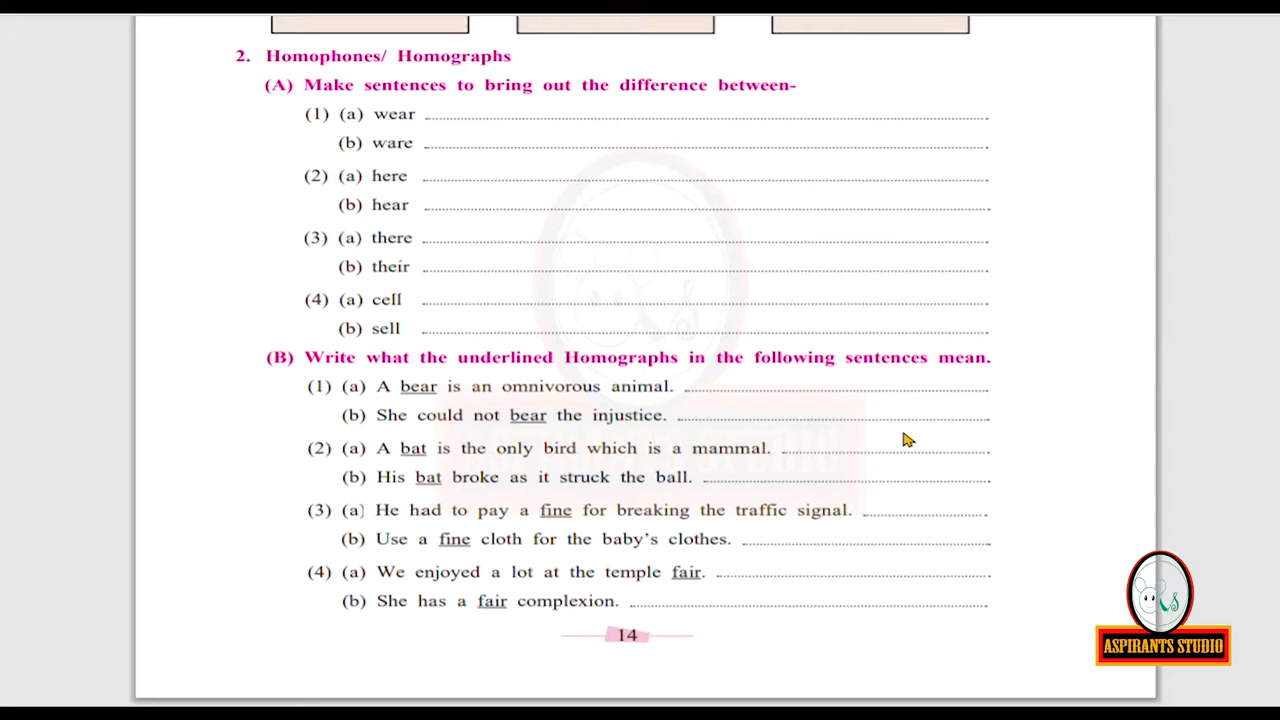 2. Homophones/ Homographs
(A) Make sentences to bring out the difference between-
(1) (a) wear ........................................
(b) ware ........................................
(2) (a) here ........................................
(b) hear ........................................
(3) (a) there ........................................
(b) their ........................................
(4) (a) cell ........................................
(b) sell ........................................
(B) Write what the underlined Homographs in the following sentences mean.
(1) (a) A bear is an omnivorous animal. ........................................
(b) She could not bear the injustice. ........................................
(2) (a) A bat is the only bird which is a mammal. ........................................
(b) His bat broke as it struck the ball. ........................................
(3) (a) He had to pay a fine for breaking the traffic signal. ........................................
(b) Use a fine cloth for the baby's clothes. ........................................
(4) (a) We enjoyed a lot at the temple fair. ........................................
(b) She has a fair complexion. ........................................
14
ASPIRANTS STUDIO